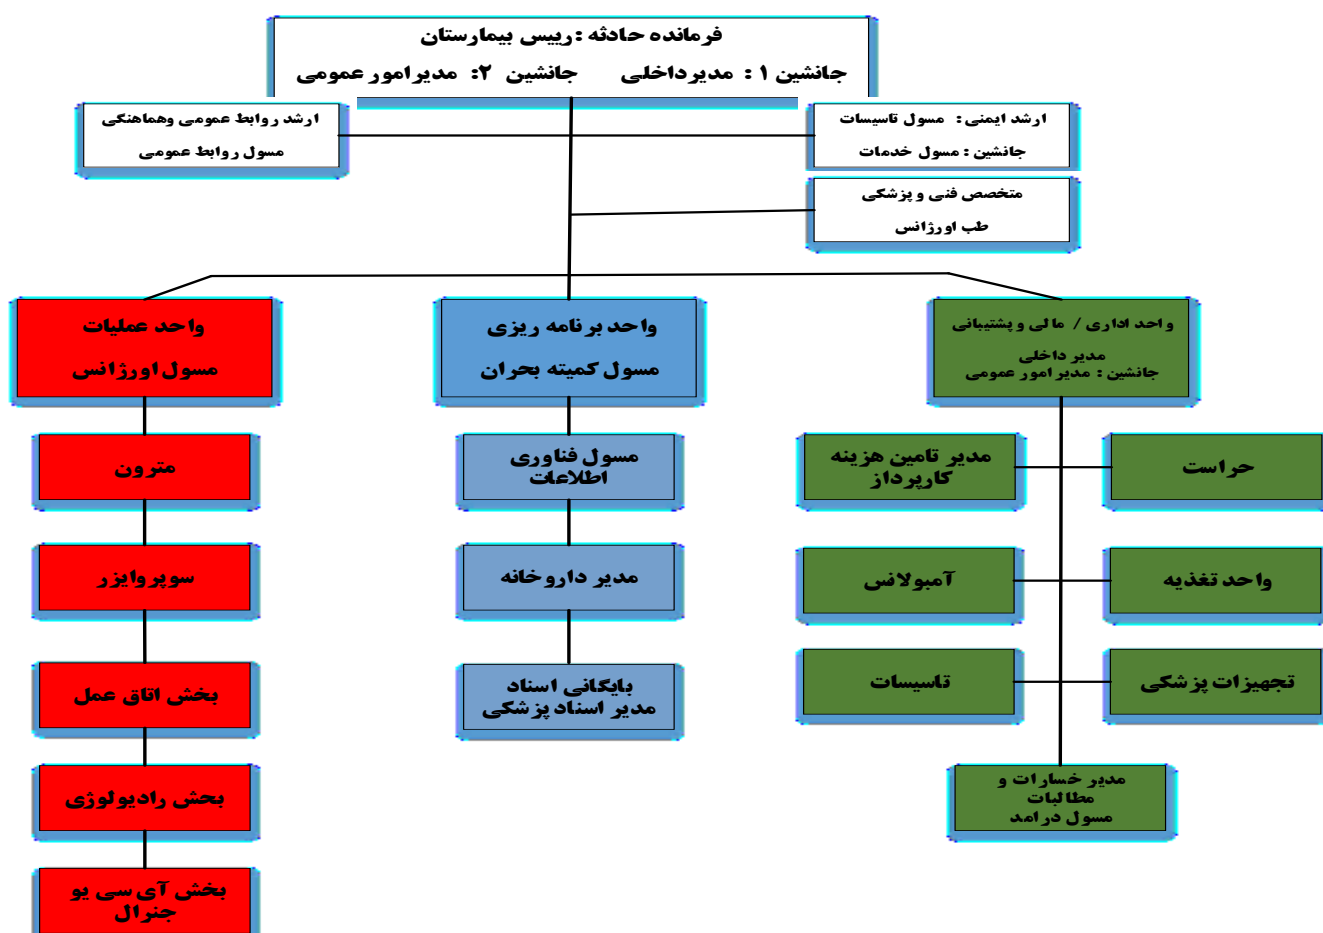 فرمانده حادثه :رییس بیمارستان
جانشین ۱ : مدیرداخلی جانشین ۲: مدیرامور عمومی
ارشد ایمنی : مسول تاسیسات
جانشین : مسول خدمات
ارشد روابط عمومی وهماهنگی
مسول روابط عمومی
متخصص فنی و پزشکی
طب اورژانس
واحد اداری / مالی و پشتیبانی
مدیر داخلی
جانشین : مدیر امور عمومی
واحد برنامه ریزی
مسول کمیته بحران
واحد عملیات
مسول اورژانس
حراست
مدیر تامین هزینه
کارپرداز
واحد تغذیه
آمبولانس
تجهیزات پزشکی
تاسیسات
مدیر خسارات و
مطالبات
مسول درامد
مسول فناوری
اطلاعات
مدیر داروخانه
بایگانی اسناد
مدیر اسناد پزشکی
مترون
سوپروایزر
بخش اتاق عمل
بخش رادیولوژی
بخش آی سی یو
جنرال